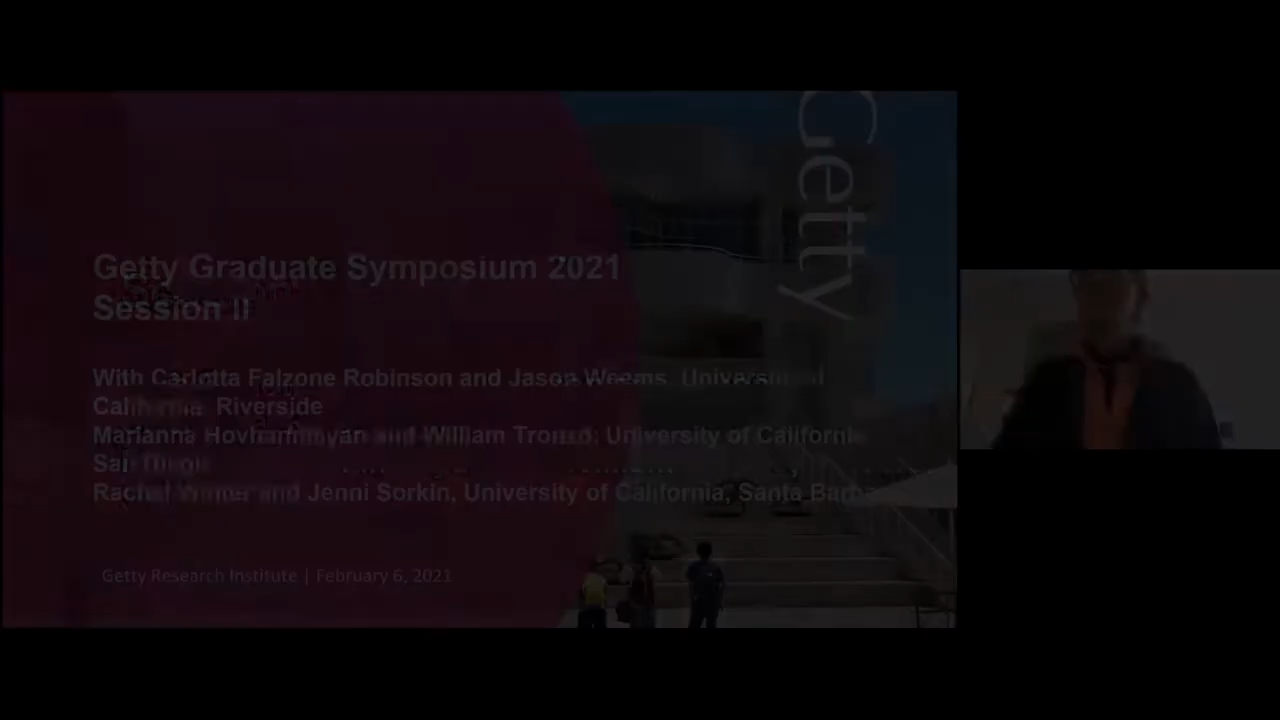 Getty
Getty Graduate Symposium 2021
Session II
With Carlotta Falzone Robinson and Jason Weems, University of
California, Riverside
Marianna Hovhannisyan and William Tronzo, University of California
San Diego
Rachel Winter and Jenni Sorkin, University of California, Santa
Getty Research Institute | February 6, 2021